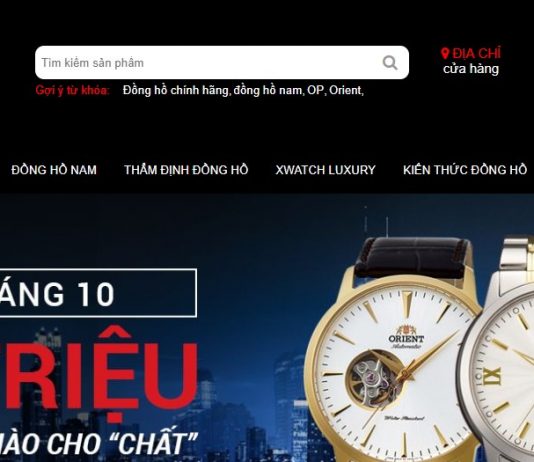 Tìm kiếm sản phẩm
ĐỊA CHỈ
cửa hàng
Gợi ý từ khóa: Đồng hồ chính hãng, đồng hồ nam, OP, Orient,
ĐỒNG HỒ NAM THẨM ĐỊNH ĐỒNG HỒ XWATCH LUXURY KIẾN THỨC ĐỒNG HỒ
ÁNG 10
RIỆU
NÀO CHO “CHẤT”
ORIENT
Automatic
Water Resistant